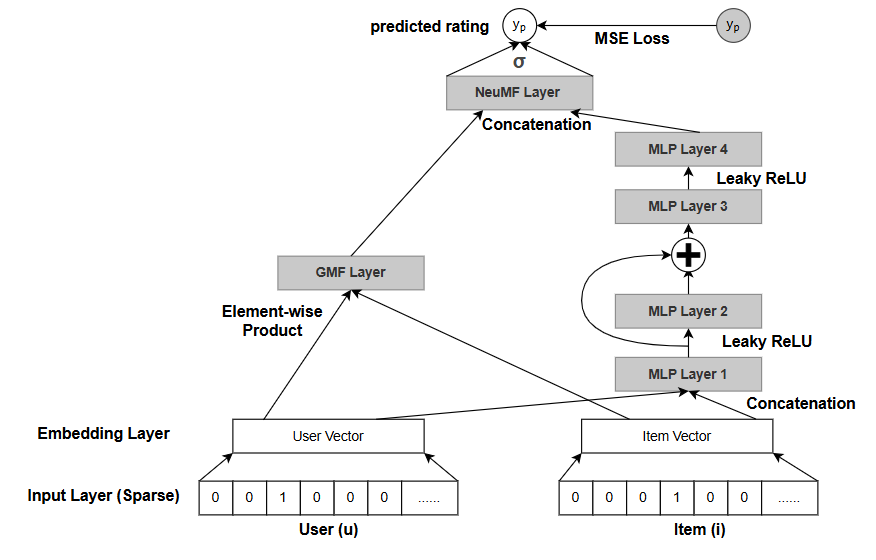 predicted rating
yₚ
yₚ
MSE Loss
σ
NeuMF Layer
Concatenation
MLP Layer 4
Leaky ReLU
MLP Layer 3
GMF Layer
Element-wise
Product
MLP Layer 2
Leaky ReLU
MLP Layer 1
Concatenation
Embedding Layer
User Vector
Item Vector
Input Layer (Sparse)
0 0 1 0 0 0 ......
0 0 0 1 0 0 ......
User (u)
Item (i)